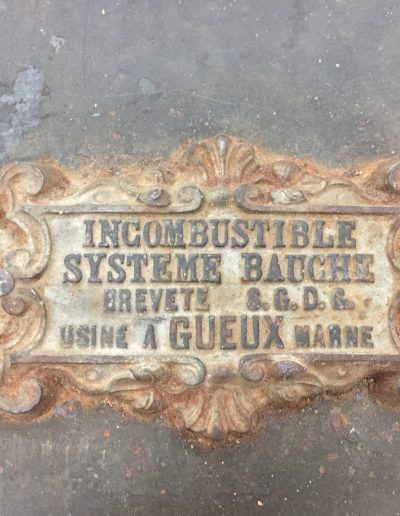 INCOMBUSTIBLE
SYSTEME BAUCHE
BREVETE S.G.D.G.
USINE A GUEUX MARNE